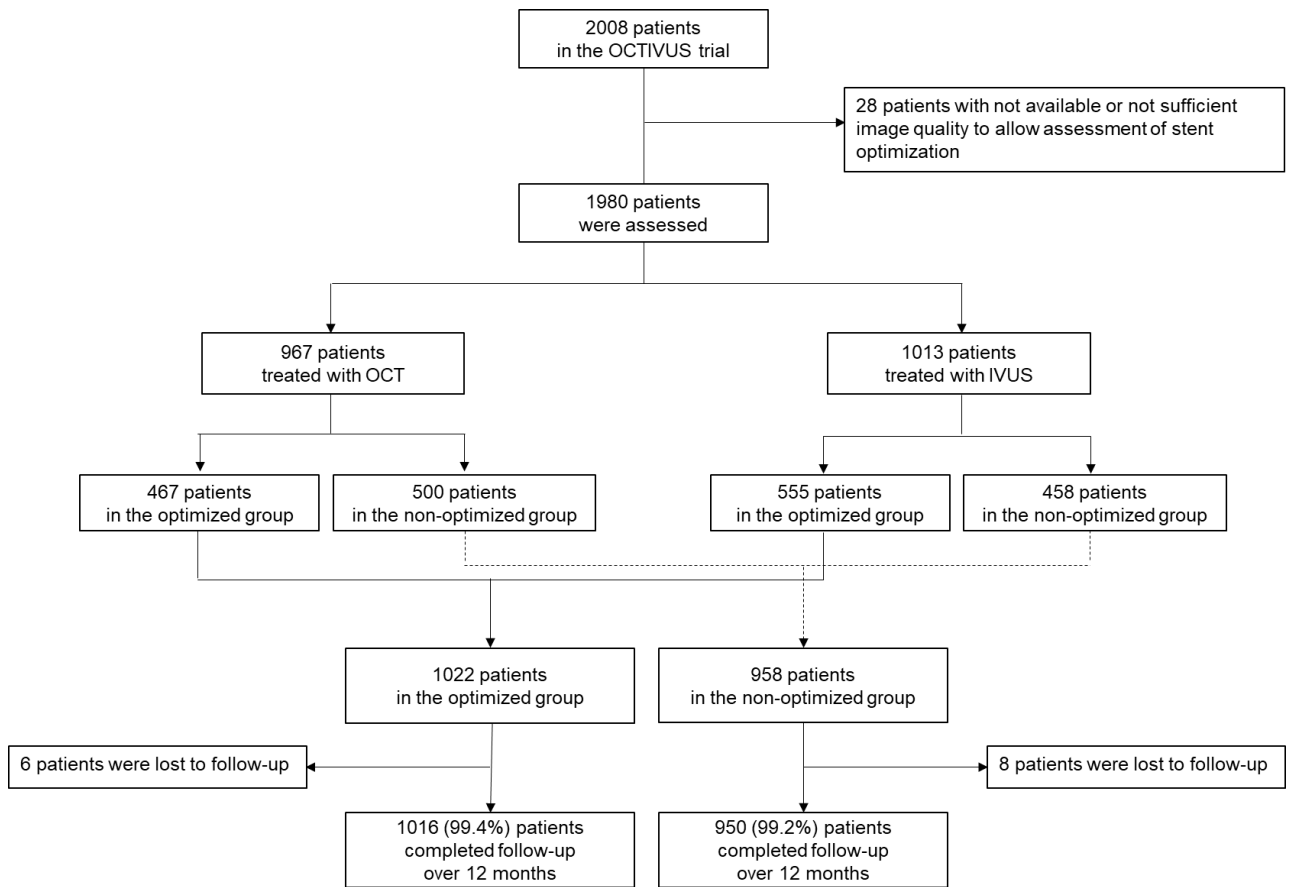 2008 patients
in the OCTIVUS trial
28 patients with not available or not sufficient
image quality to allow assessment of stent
optimization
1980 patients
were assessed
967 patients
treated with OCT
1013 patients
treated with IVUS
467 patients
in the optimized group
500 patients
in the non-optimized group
555 patients
in the optimized group
458 patients
in the non-optimized group
1022 patients
in the optimized group
958 patients
in the non-optimized group
6 patients were lost to follow-up
8 patients were lost to follow-up
1016 (99.4%) patients
completed follow-up
over 12 months
950 (99.2%) patients
completed follow-up
over 12 months